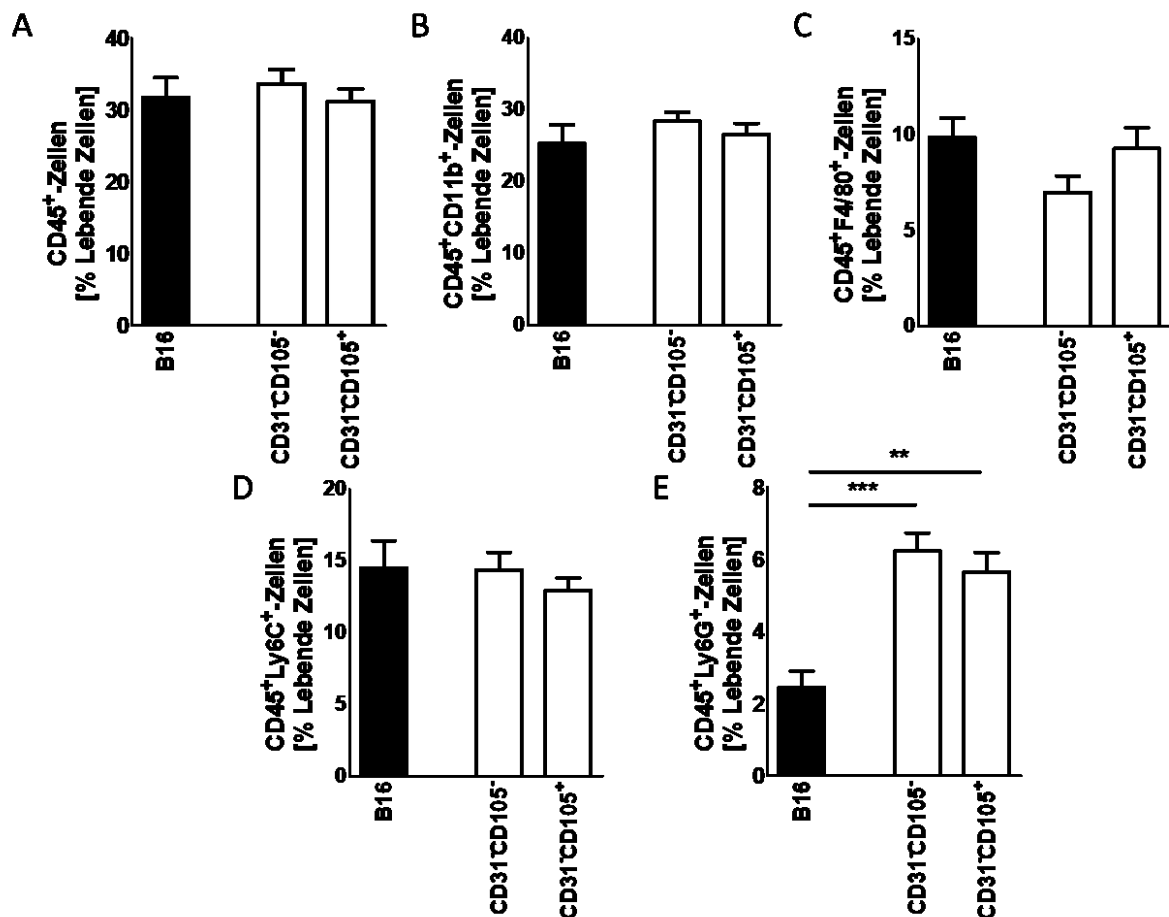 A
CD45⁺-Zellen
[% Lebende Zellen]
40
30
20
10
0
B16
CD31⁻CD105⁻
CD31⁻CD105⁺
B
CD45⁺CD11b⁺-Zellen
[% Lebende Zellen]
40
30
20
10
0
B16
CD31⁻CD105⁻
CD31⁻CD105⁺
C
CD45⁺F4/80⁺-Zellen
[% Lebende Zellen]
15
10
5
0
B16
CD31⁻CD105⁻
CD31⁻CD105⁺
D
CD45⁺Ly6C⁺-Zellen
[% Lebende Zellen]
20
15
10
5
0
B16
CD31⁻CD105⁻
CD31⁻CD105⁺
E
CD45⁺Ly6G⁺-Zellen
[% Lebende Zellen]
**
***
8
6
4
2
0
B16
CD31⁻CD105⁻
CD31⁻CD105⁺